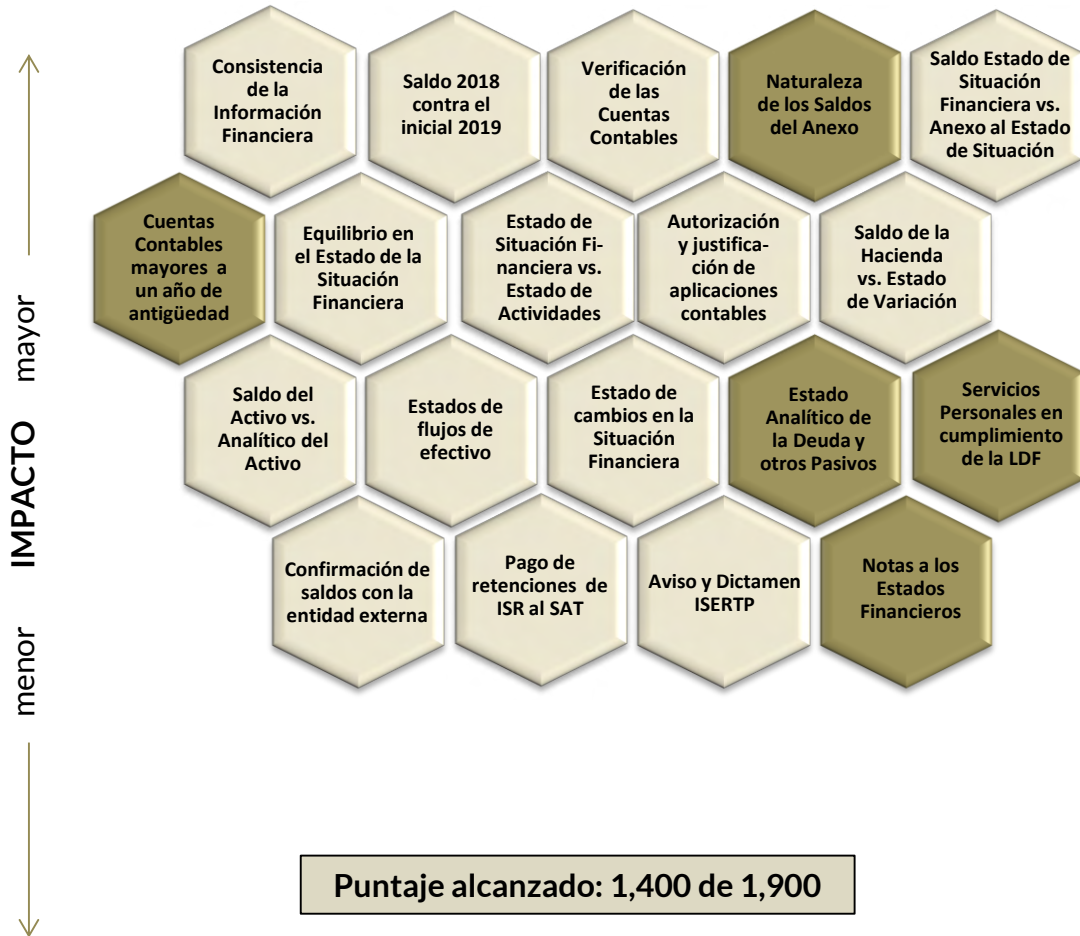 Consistencia
de la
Información
Financiera
Saldo 2018
contra el
inicial 2019
Verificación
de las
Cuentas
Contables
Naturaleza
de los Saldos
del Anexo
Saldo Estado de
Situación
Financiera vs.
Anexo al Estado
de Situación
Cuentas
Contables
mayores a
un año de
antigüedad
Equilibrio en
el Estado de la
Situación
Financiera
Estado de
Situación Fi-
nanciera vs.
Estado de
Actividades
Autorización
y justifica-
ción de
aplicaciones
contables
Saldo de la
Hacienda
vs. Estado
de Variación
Saldo del
Activo vs.
Analítico del
Activo
Estados de
flujos de
efectivo
Estado de
cambios en la
Situación
Financiera
Estado
Analítico de
la Deuda y
otros Pasivos
Servicios
Personales en
cumplimiento
de la LDF
Confirmación de
saldos con la
entidad externa
Pago de
retenciones de
ISR al SAT
Aviso y Dictamen
ISERTP
Notas a los
Estados
Financieros
menor IMPACTO mayor
Puntaje alcanzado: 1,400 de 1,900